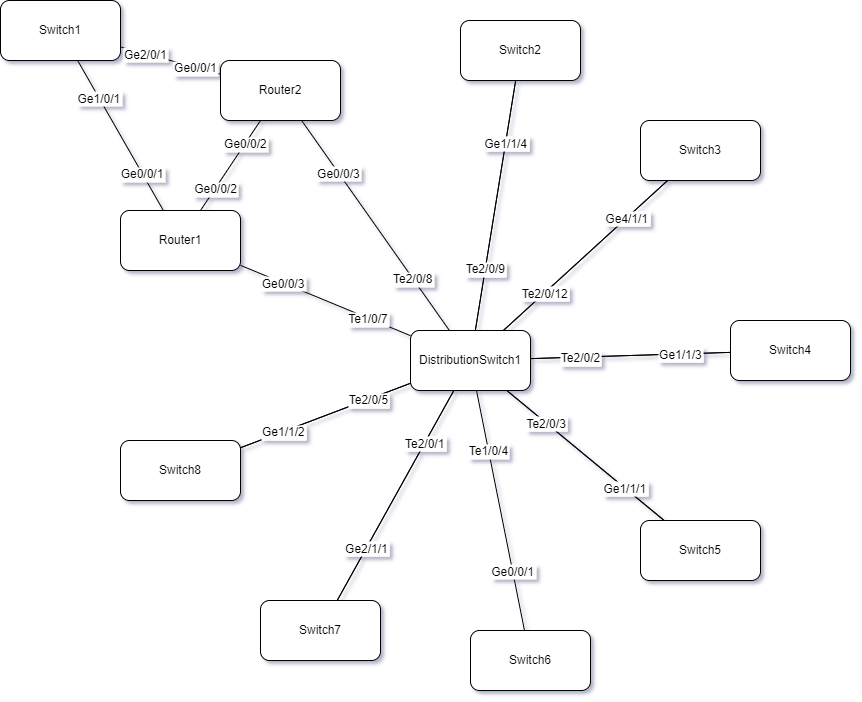 Switch1
Ge2/0/1
Ge0/0/1
Router2
Switch2
Ge1/0/1
Ge0/0/2
Ge1/1/4
Switch3
Ge0/0/1
Ge0/0/3
Ge0/0/2
Ge4/1/1
Router1
Ge0/0/3
Te2/0/8
Te2/0/9
Te2/0/12
Te1/0/7
DistributionSwitch1
Te2/0/2
Ge1/1/3
Switch4
Te2/0/5
Ge1/1/2
Te2/0/1
Te1/0/4
Te2/0/3
Switch8
Ge1/1/1
Ge2/1/1
Ge0/0/1
Switch5
Switch7
Switch6